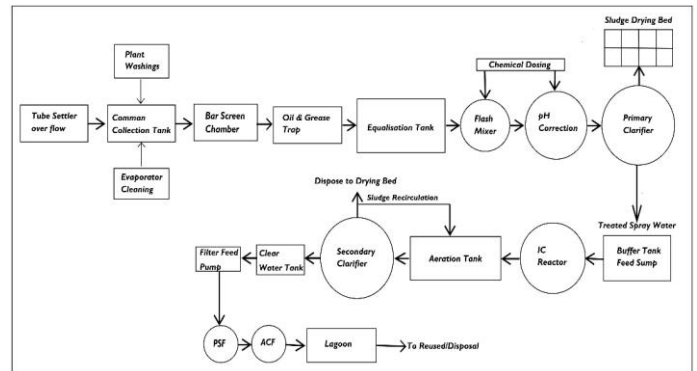 Sludge Drying Bed
Plant
Washings
Chemical Dosing
Tube Settler
over flow
Comman
Collection Tank
Bar Screen
Chamber
Oil & Grease
Trap
Equalisation Tank
Flash
Mixer
pH
Correction
Primary
Clarifier
Evaporator
Cleaning
Dispose to Drying Bed
Sludge Recirculation
Treated Spray Water
Filter Feed
Pump
Clear
Water Tank
Secondary
Clarifier
Aeration Tank
IC
Reactor
Buffer Tank
Feed Sump
PSF
ACF
Lagoon
To Reused/Disposal